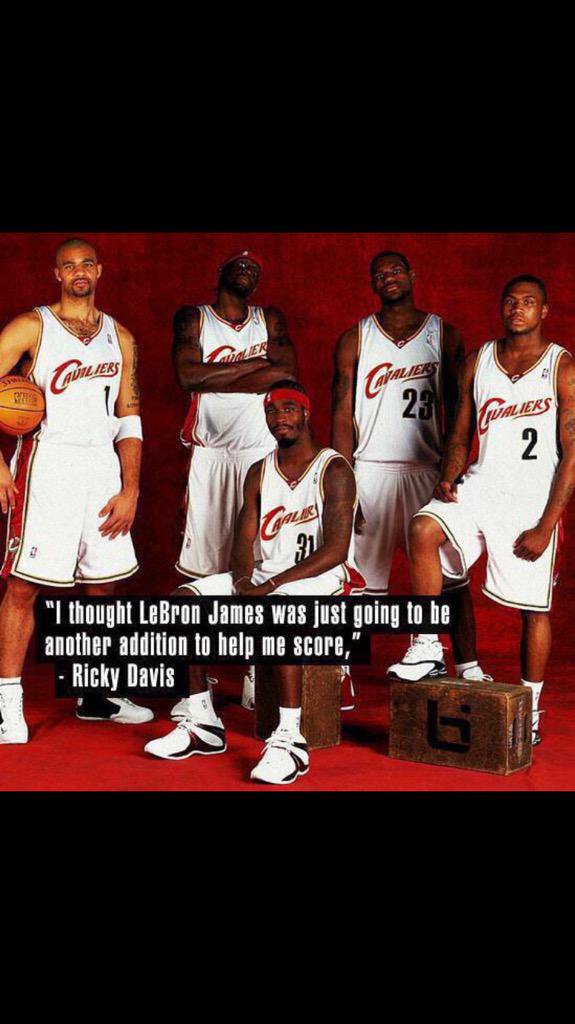 CAVALIERS
1
CAVALIERS
CAVALIERS
23
CAVALIERS
2
CAVALIERS
31
SPALDING
"I thought LeBron James was just going to be
another addition to help me score,"
- Ricky Davis